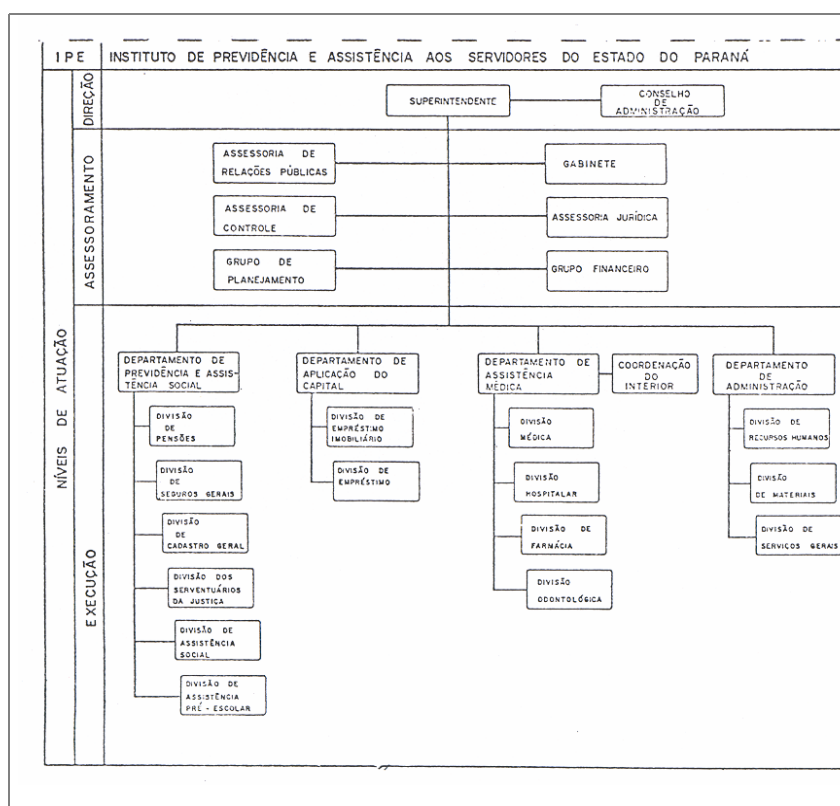 IPE INSTITUTO DE PREVIDÊNCIA E ASSISTÊNCIA AOS SERVIDORES DO ESTADO DO PARANÁ
NÍVEIS DE ATUAÇÃO
DIREÇÃO
SUPERINTENDENTE
CONSELHO
DE
ADMINISTRAÇÃO
ASSESSORAMENTO
ASSESSORIA DE
RELAÇÕES PÚBLICAS
GABINETE
ASSESSORIA DE
CONTROLE
ASSESSORIA JURÍDICA
GRUPO DE
PLANEJAMENTO
GRUPO FINANCEIRO
EXECUÇÃO
DEPARTAMENTO DE
PREVIDÊNCIA E ASSIS-
TÊNCIA SOCIAL
DIVISÃO
DE
PENSÕES
DIVISÃO
DE
SEGUROS GERAIS
DIVISÃO
DE
CADASTRO GERAL
DIVISÃO DOS
SERVENTUÁRIOS
DA JUSTIÇA
DIVISÃO DE
ASSISTÊNCIA
SOCIAL
DIVISÃO DE
ASSISTÊNCIA
PRÉ - ESCOLAR
DEPARTAMENTO DE
APLICAÇÃO DO
CAPITAL
DIVISÃO DE
EMPRÉSTIMO
IMOBILIÁRIO
DIVISÃO DE
EMPRÉSTIMO
DEPARTAMENTO DE
ASSISTÊNCIA
MÉDICA
COORDENAÇÃO
DO
INTERIOR
DIVISÃO
MÉDICA
DIVISÃO
HOSPITALAR
DIVISÃO DE
FARMÁCIA
DIVISÃO
ODONTOLÓGICA
DEPARTAMENTO
DE
ADMINISTRAÇÃO
DIVISÃO DE
RECURSOS HUMANOS
DIVISÃO
DE MATERIAIS
DIVISÃO DE
SERVIÇOS GERAIS